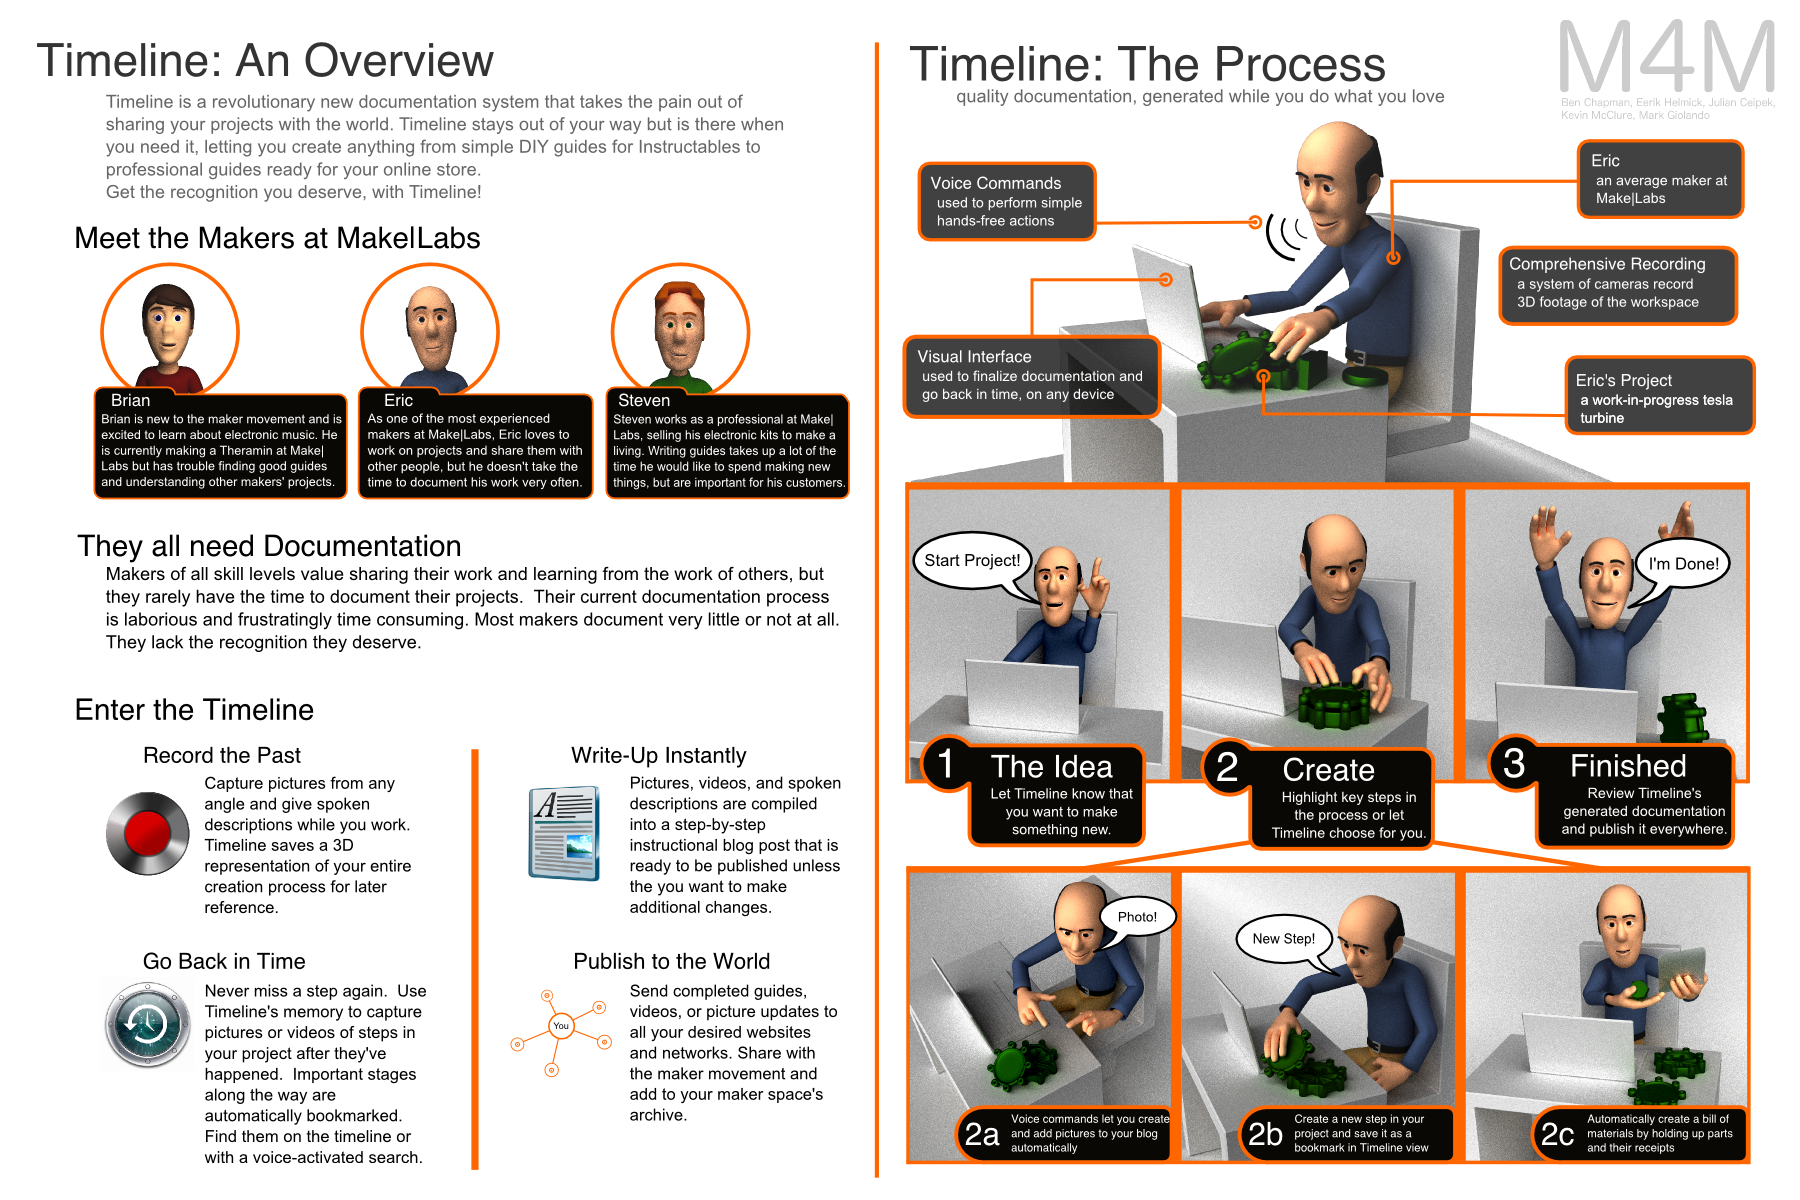 Timeline: An Overview
Timeline is a revolutionary new documentation system that takes the pain out of
sharing your projects with the world. Timeline stays out of your way but is there when
you need it, letting you create anything from simple DIY guides for Instructables to
professional guides ready for your online store.
Get the recognition you deserve, with Timeline!
Meet the Makers at Make|Labs
Brian
Brian is new to the maker movement and is
excited to learn about electronic music. He
is currently making a Theramin at Make|
Labs but has trouble finding good guides
and understanding other makers' projects.
Eric
As one of the most experienced
makers at Make|Labs, Eric loves to
work on projects and share them with
other people, but he doesn't take the
time to document his work very often.
Steven
Steven works as a professional at Make|
Labs, selling his electronic kits to make a
living. Writing guides takes up a lot of the
time he would like to spend making new
things, but are important for his customers.
They all need Documentation
Makers of all skill levels value sharing their work and learning from the work of others, but
they rarely have the time to document their projects.  Their current documentation process
is laborious and frustratingly time consuming. Most makers document very little or not at all.
They lack the recognition they deserve.
Enter the Timeline
Record the Past
Capture pictures from any
angle and give spoken
descriptions while you work.
Timeline saves a 3D
representation of your entire
creation process for later
reference.
Go Back in Time
Never miss a step again.  Use
Timeline's memory to capture
pictures or videos of steps in
your project after they've
happened.  Important stages
along the way are
automatically bookmarked.
Find them on the timeline or
with a voice-activated search.
Write-Up Instantly
A
Pictures, videos, and spoken
descriptions are compiled
into a step-by-step
instructional blog post that is
ready to be published unless
the you want to make
additional changes.
Publish to the World
You
Send completed guides,
videos, or picture updates to
all your desired websites
and networks. Share with
the maker movement and
add to your maker space's
archive.
Timeline: The Process
quality documentation, generated while you do what you love
M4M
Ben Chapman, Eerik Helmick, Julian Ceipek,
Kevin McClure, Mark Giolando
Voice Commands
used to perform simple
hands-free actions
Eric
an average maker at
Make|Labs
Comprehensive Recording
a system of cameras record
3D footage of the workspace
Visual Interface
used to finalize documentation and
go back in time, on any device
Eric's Project
a work-in-progress tesla
turbine
Start Project!
I'm Done!
1
The Idea
Let Timeline know that
you want to make
something new.
2
Create
Highlight key steps in
the process or let
Timeline choose for you.
3
Finished
Review Timeline's
generated documentation
and publish it everywhere.
Photo!
New Step!
2a
Voice commands let you create
and add pictures to your blog
automatically
2b
Create a new step in your
project and save it as a
bookmark in Timeline view
2c
Automatically create a bill of
materials by holding up parts
and their receipts